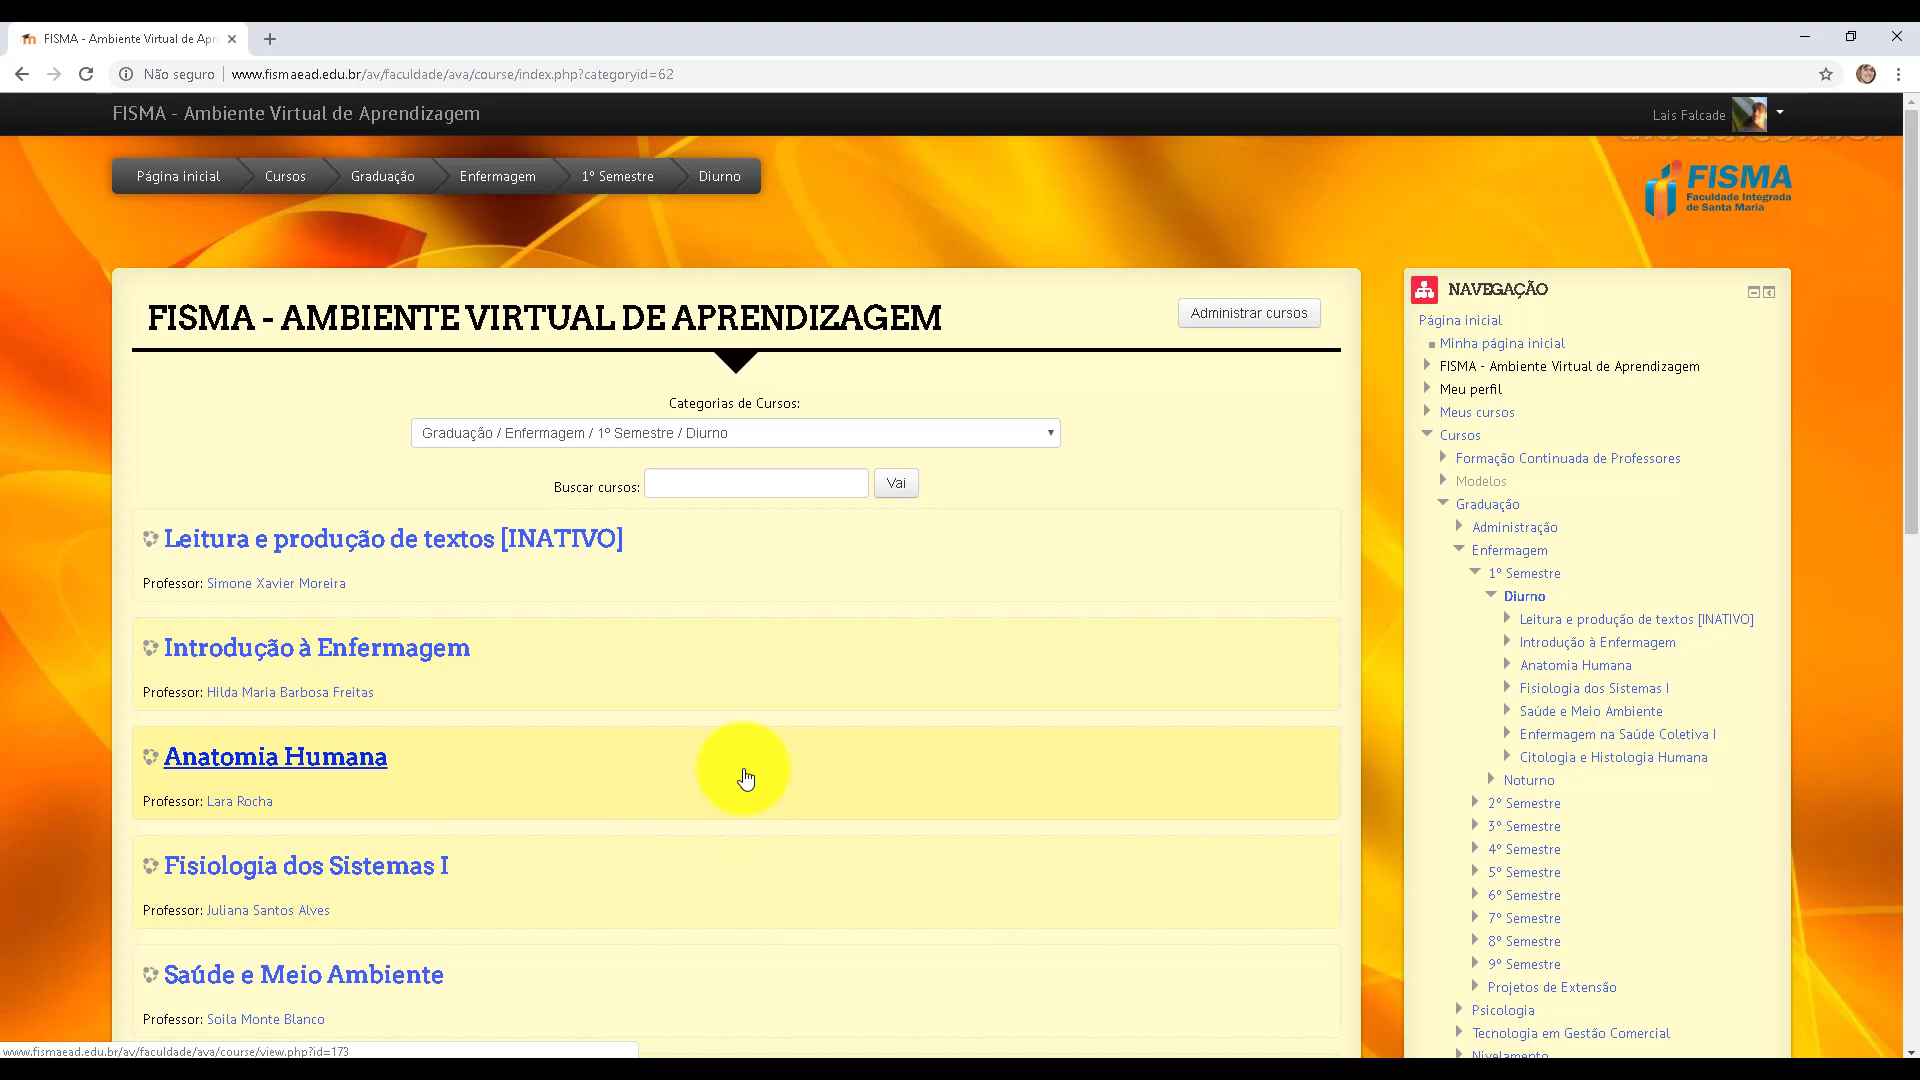 FISMA - Ambiente Virtual de Apr
Não seguro
www.fismaead.edu.br/av/faculdade/ava/course/index.php?categoryid=62
FISMA - Ambiente Virtual de Aprendizagem
Lais Falcade
Página inicial
Cursos
Graduação
Enfermagem
1º Semestre
Diurno
FISMA
Faculdade Integrada
de Santa Maria
FISMA - AMBIENTE VIRTUAL DE APRENDIZAGEM
Administrar cursos
Categorias de Cursos:
Graduação / Enfermagem / 1º Semestre / Diurno
Buscar cursos:
Vai
Leitura e produção de textos [INATIVO]
Professor: Simone Xavier Moreira
Introdução à Enfermagem
Professor: Hilda Maria Barbosa Freitas
Anatomia Humana
Professor: Lara Rocha
Fisiologia dos Sistemas I
Professor: Juliana Santos Alves
Saúde e Meio Ambiente
Professor: Soila Monte Blanco
www.fismaead.edu.br/av/faculdade/ava/course/view.php?id=173
NAVEGAÇÃO
Página inicial
Minha página inicial
FISMA - Ambiente Virtual de Aprendizagem
Meu perfil
Meus cursos
Cursos
Formação Continuada de Professores
Modelos
Graduação
Administração
Enfermagem
1º Semestre
Diurno
Leitura e produção de textos [INATIVO]
Introdução à Enfermagem
Anatomia Humana
Fisiologia dos Sistemas I
Saúde e Meio Ambiente
Enfermagem na Saúde Coletiva I
Citologia e Histologia Humana
Noturno
2º Semestre
3º Semestre
4º Semestre
5º Semestre
6º Semestre
7º Semestre
8º Semestre
9º Semestre
Projetos de Extensão
Psicologia
Tecnologia em Gestão Comercial
Nivelamento